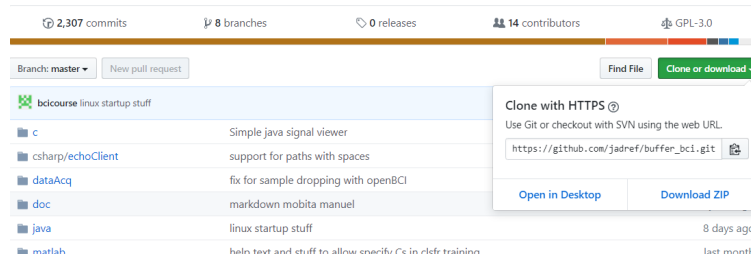 2,307 commits 8 branches 0 releases 14 contributors GPL-3.0
Branch: master New pull request Find File Clone or download
bcicourse linux startup stuff
Clone with HTTPS
Use Git or checkout with SVN using the web URL.
https://github.com/jadref/buffer_bci.git
Open in Desktop Download ZIP
c Simple java signal viewer
csharp/echoClient support for paths with spaces
dataAcq fix for sample dropping with openBCI
doc markdown mobita manuel
java linux startup stuff 8 days ago
matlab help text and stuff to allow specify Cs in clsfr training last month